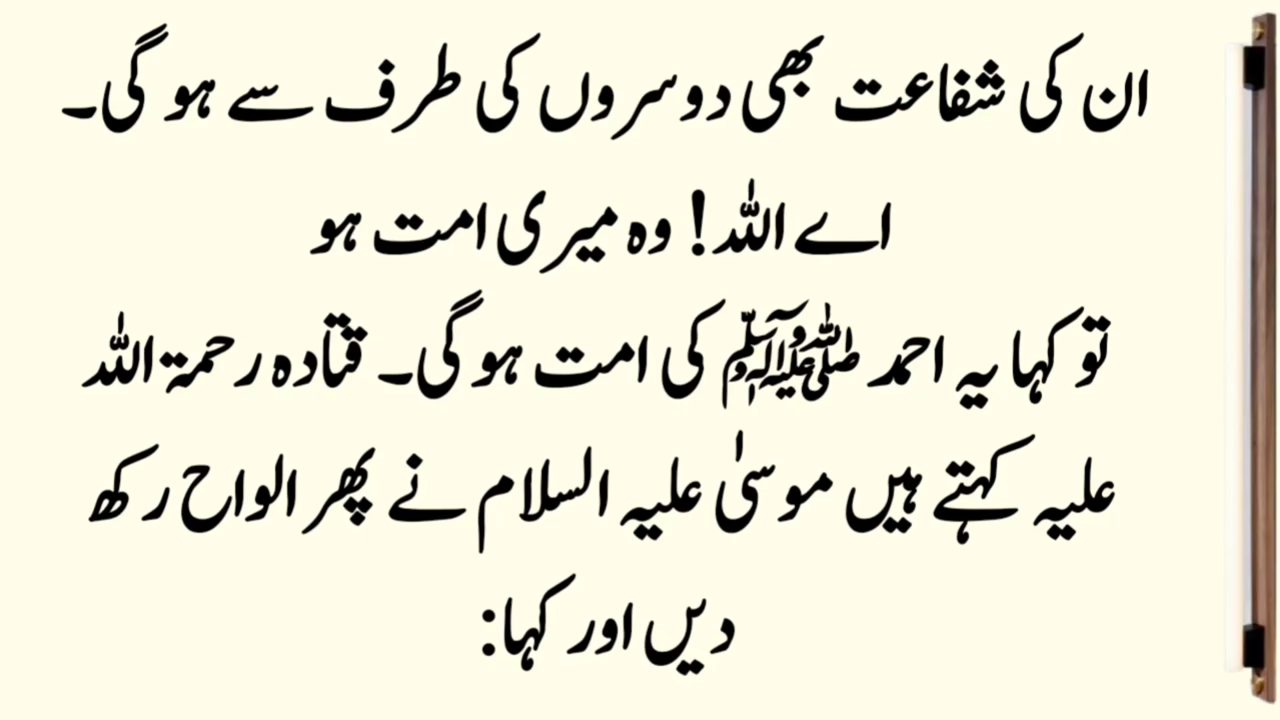 ان کی شفاعت بھی دوسروں کی طرف سے ہو گی۔
اے اللہ! وہ میری امت ہو
تو کہا یہ احمد ﷺ کی امت ہوگی۔ قتادہ رحمۃ اللہ
علیہ کہتے ہیں موسیٰ علیہ السلام نے پھر الواح رکھ
دیں اور کہا: